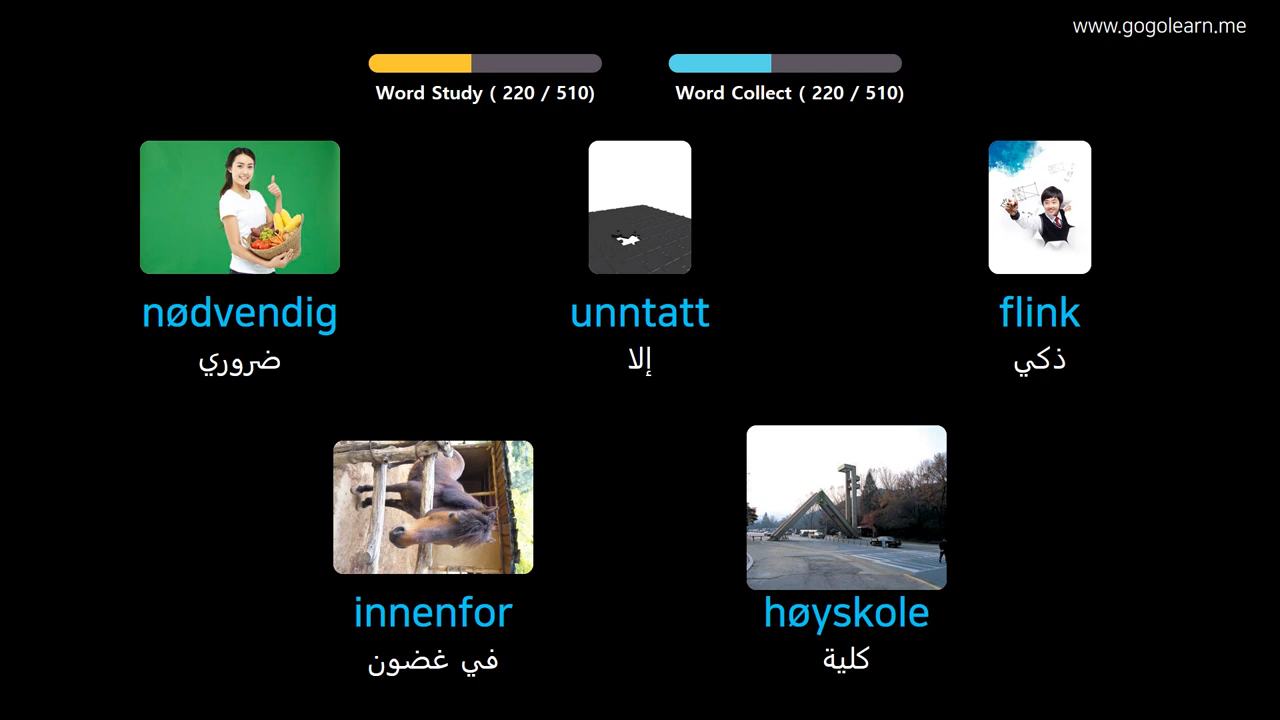 www.gogolearn.me
Word Study ( 220 / 510)
Word Collect ( 220 / 510)
nødvendig
ضروري
unntatt
إلا
flink
ذكي
innenfor
في غضون
høyskole
كلية